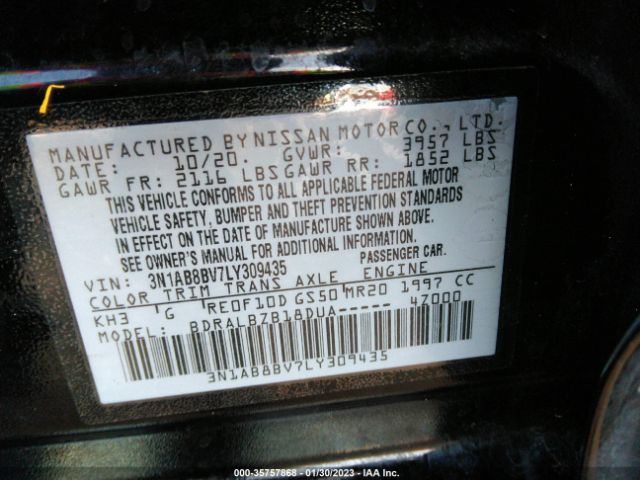 MANUFACTURED BY NISSAN MOTOR CO., LTD.
DATE: 10/20. GVWR: 3957 LBS
GAWR FR: 2116 LBS GAWR RR: 1852 LBS
THIS VEHICLE CONFORMS TO ALL APPLICABLE FEDERAL MOTOR
VEHICLE SAFETY, BUMPER AND THEFT PREVENTION STANDARDS
IN EFFECT ON THE DATE OF MANUFACTURE SHOWN ABOVE.
SEE OWNER'S MANUAL FOR ADDITIONAL INFORMATION.
VIN: 3N1AB8BV7LY309435 PASSENGER CAR.
COLOR TRIM TRANS AXLE ENGINE
KH3 G RE0F10D GS50 MR20 1997 CC
MODEL: BDRALBZB18DUA----- 47000
3N1AB8BV7LY309435
000-35757868 - 01/30/2023 - IAA Inc.